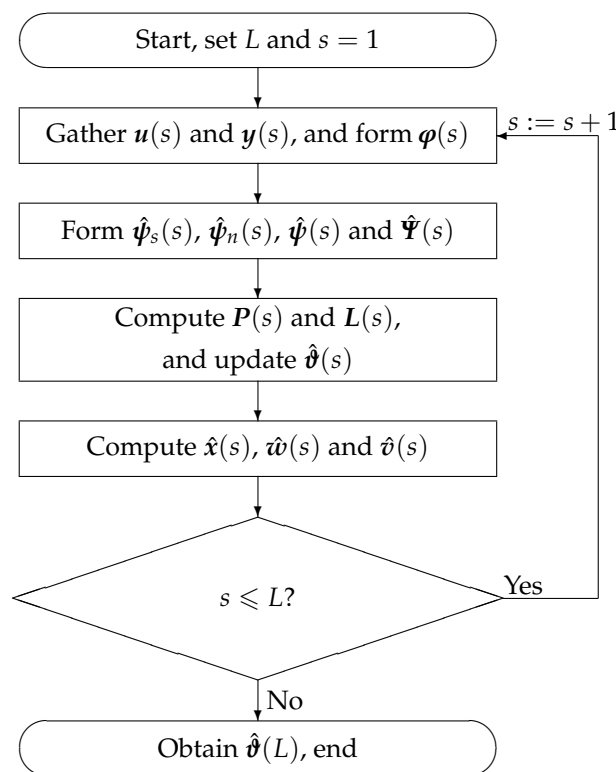 Start, set L and s = 1
s := s + 1
Gather u(s) and y(s), and form φ(s)
Form ψ̂ₛ(s), ψ̂ₙ(s), ψ̂(s) and Ψ̂(s)
Compute P(s) and L(s),
and update ϑ̂(s)
Compute x̂(s), ŵ(s) and v̂(s)
s ⩽ L?
Yes
No
Obtain ϑ̂(L), end